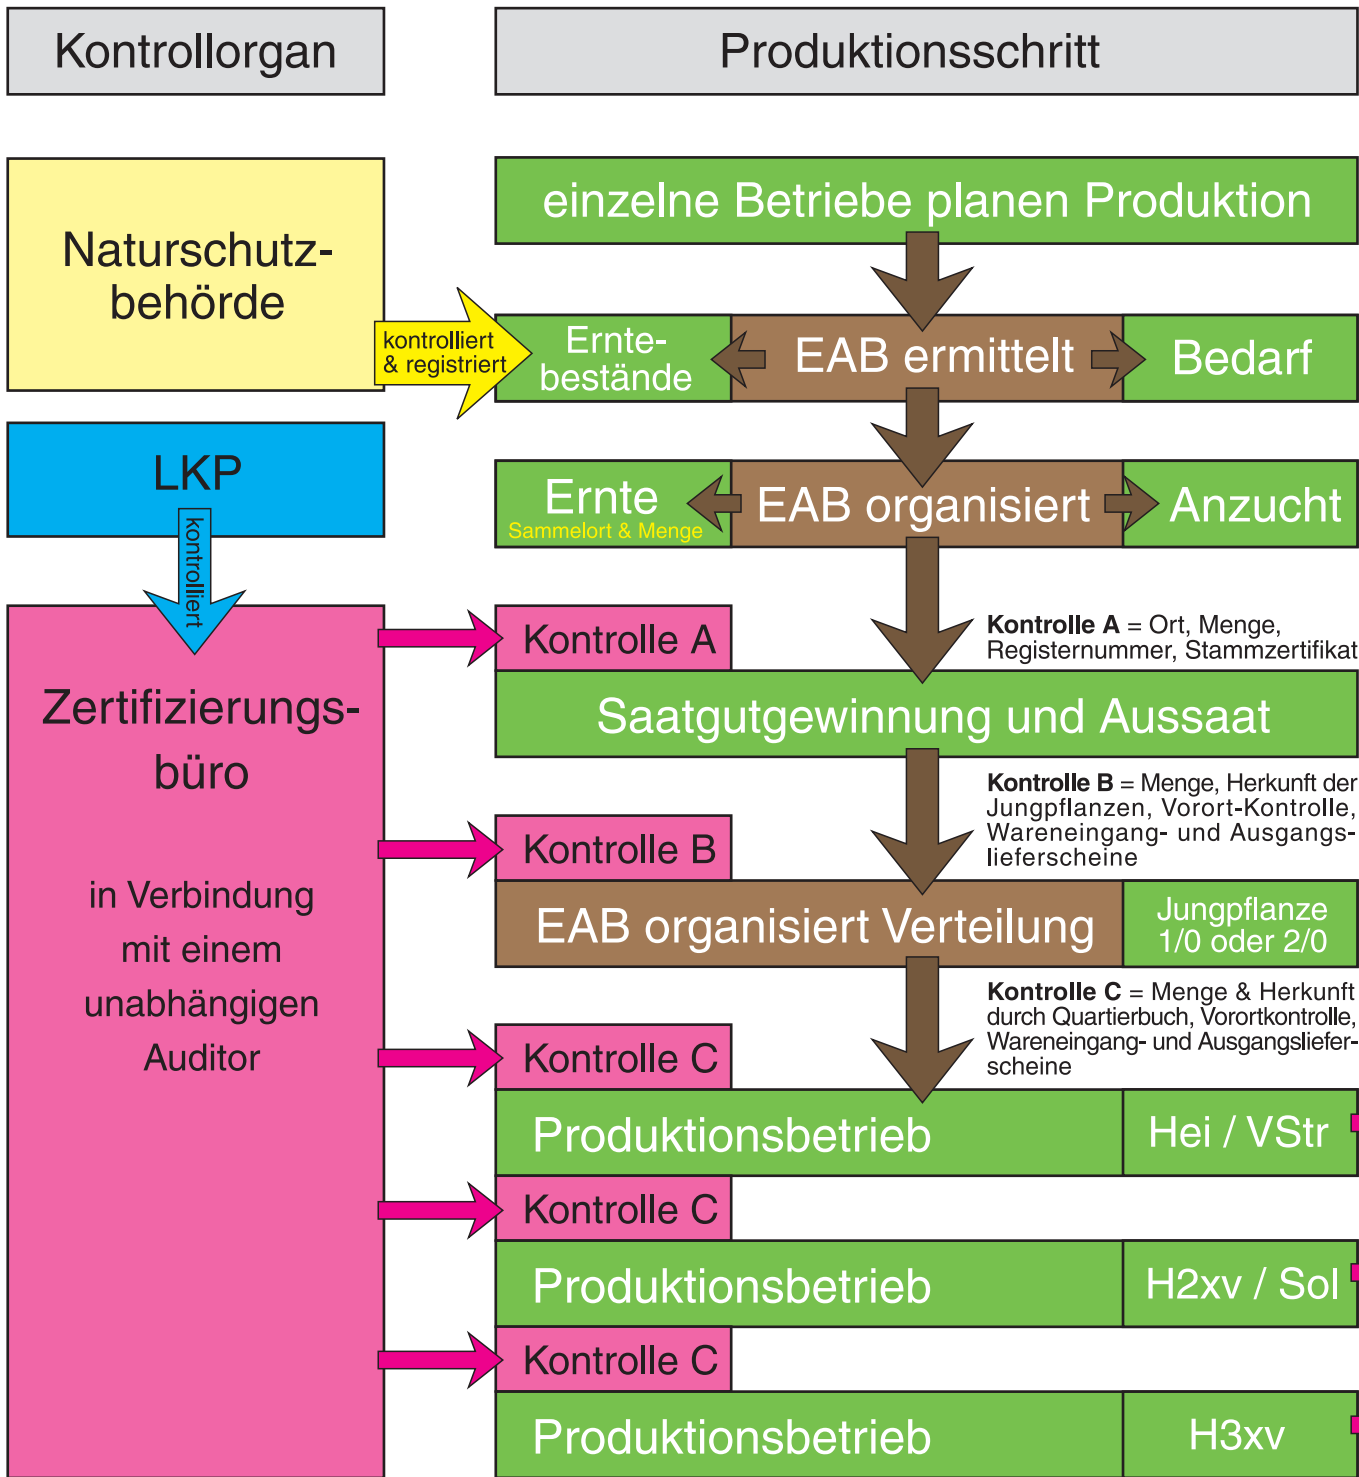 Kontrollorgan
Produktionsschritt
Naturschutz-
behörde
einzelne Betriebe planen Produktion
kontrolliert
& registriert
Ernte-
bestände
EAB ermittelt
Bedarf
LKP
kontrolliert
Ernte
Sammelort & Menge
EAB organisiert
Anzucht
Zertifizierungs-
büro
in Verbindung
mit einem
unabhängigen
Auditor
Kontrolle A
Kontrolle A = Ort, Menge,
Registernummer, Stammzertifikat
Saatgutgewinnung und Aussaat
Kontrolle B
Kontrolle B = Menge, Herkunft der
Jungpflanzen, Vorort-Kontrolle,
Wareneingang- und Ausgangs-
lieferscheine
EAB organisiert Verteilung
Jungpflanze
1/0 oder 2/0
Kontrolle C
Kontrolle C = Menge & Herkunft
durch Quartierbuch, Vorortkontrolle,
Wareneingang- und Ausgangsliefer-
scheine
Produktionsbetrieb
Hei / VStr
Kontrolle C
Produktionsbetrieb
H2xv / Sol
Kontrolle C
Produktionsbetrieb
H3xv